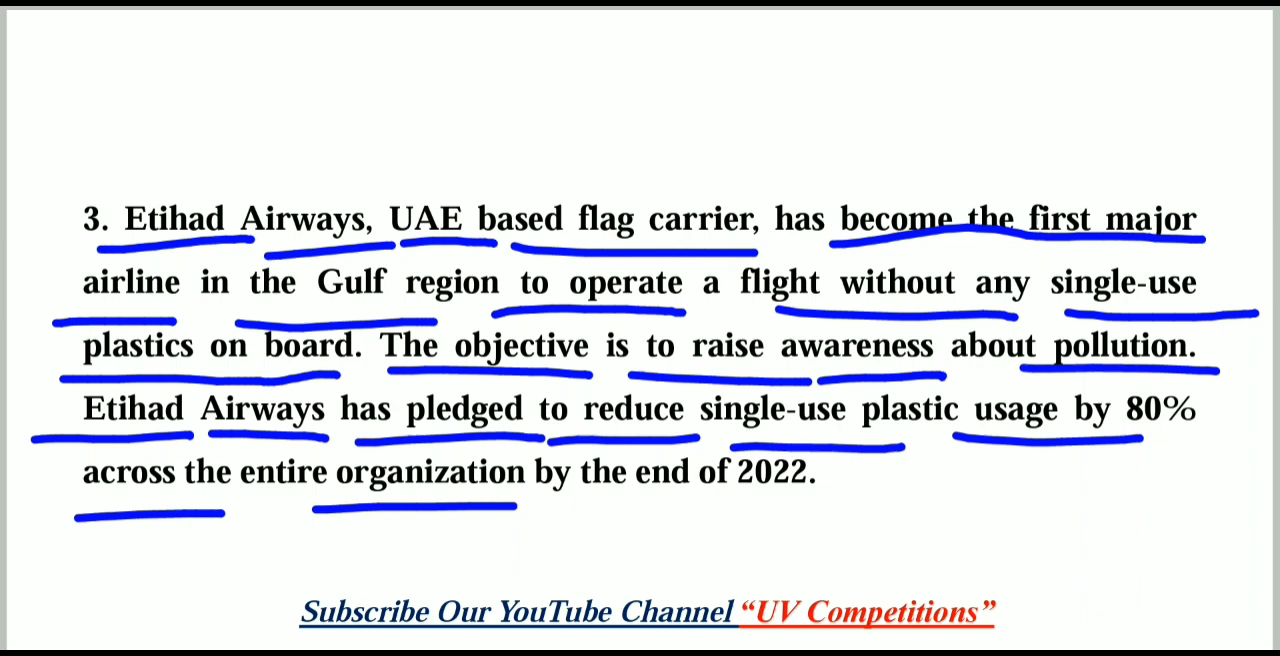 3. Etihad Airways, UAE based flag carrier, has become the first major
airline in the Gulf region to operate a flight without any single-use
plastics on board. The objective is to raise awareness about pollution.
Etihad Airways has pledged to reduce single-use plastic usage by 80%
across the entire organization by the end of 2022.
Subscribe Our YouTube Channel “UV Competitions”